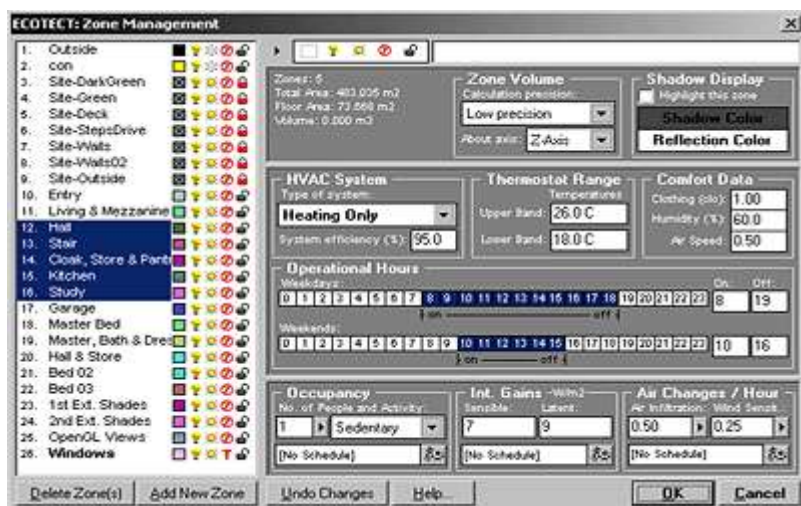 ECOTECT: Zone Management
1. Outside
2. con
3. Site-DarkGreen
4. Site-Green
5. Site-Deck
6. Site-StepsDrive
7. Site-Walls
8. Site-Walls02
9. Site-Outside
10. Entry
11. Living & Mezzanine
12. Hall
13. Stair
14. Cloak, Store & Pant
15. Kitchen
16. Study
17. Garage
18. Master Bed
19. Master, Bath & Dres
20. Hall & Store
21. Bed 02
22. Bed 03
23. 1st Ext. Shades
24. 2nd Ext. Shades
25. OpenGL Views
26. Windows
Delete Zone(s) Add New Zone
Zones: 5
Total Area: 483.035 m2
Floor Area: 73.660 m2
Volume: 0.000 m3
Zone Volume
Calculation precision:
Low precision
About axis: Z-Axis
Shadow Display
Highlight this zone
Shadow Color
Reflection Color
HVAC System
Type of system:
Heating Only
System efficiency (%): 95.0
Thermostat Range
Temperatures
Upper Band: 26.0 C
Lower Band: 18.0 C
Comfort Data
Clothing (clo): 1.00
Humidity (%): 60.0
Air Speed: 0.50
Operational Hours
Weekdays: On: Off:
0 1 2 3 4 5 6 7 8 9 10 11 12 13 14 15 16 17 18 19 20 21 22 23 8 19
on off
Weekends:
0 1 2 3 4 5 6 7 8 9 10 11 12 13 14 15 16 17 18 19 20 21 22 23 10 16
on off
Occupancy
No. of People and Activity:
1 Sedentary
[No Schedule]
Int. Gains - W/m2
Sensible: Latent:
7 9
[No Schedule]
Air Changes / Hour
Air Infiltration: Wind Sensit.:
0.50 0.25
[No Schedule]
Undo Changes Help... OK Cancel